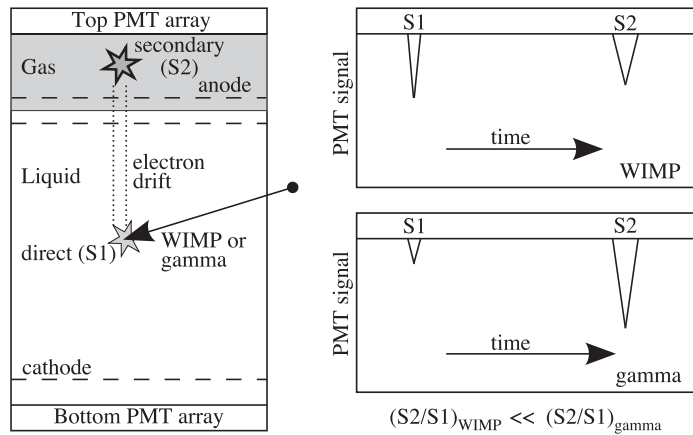 Top PMT array
secondary
(S2)
Gas
anode
Liquid
electron
drift
direct (S1)
WIMP or
gamma
cathode
Bottom PMT array
S1
S2
PMT signal
time
WIMP
S1
S2
PMT signal
time
gamma
(S2/S1)WIMP << (S2/S1)gamma